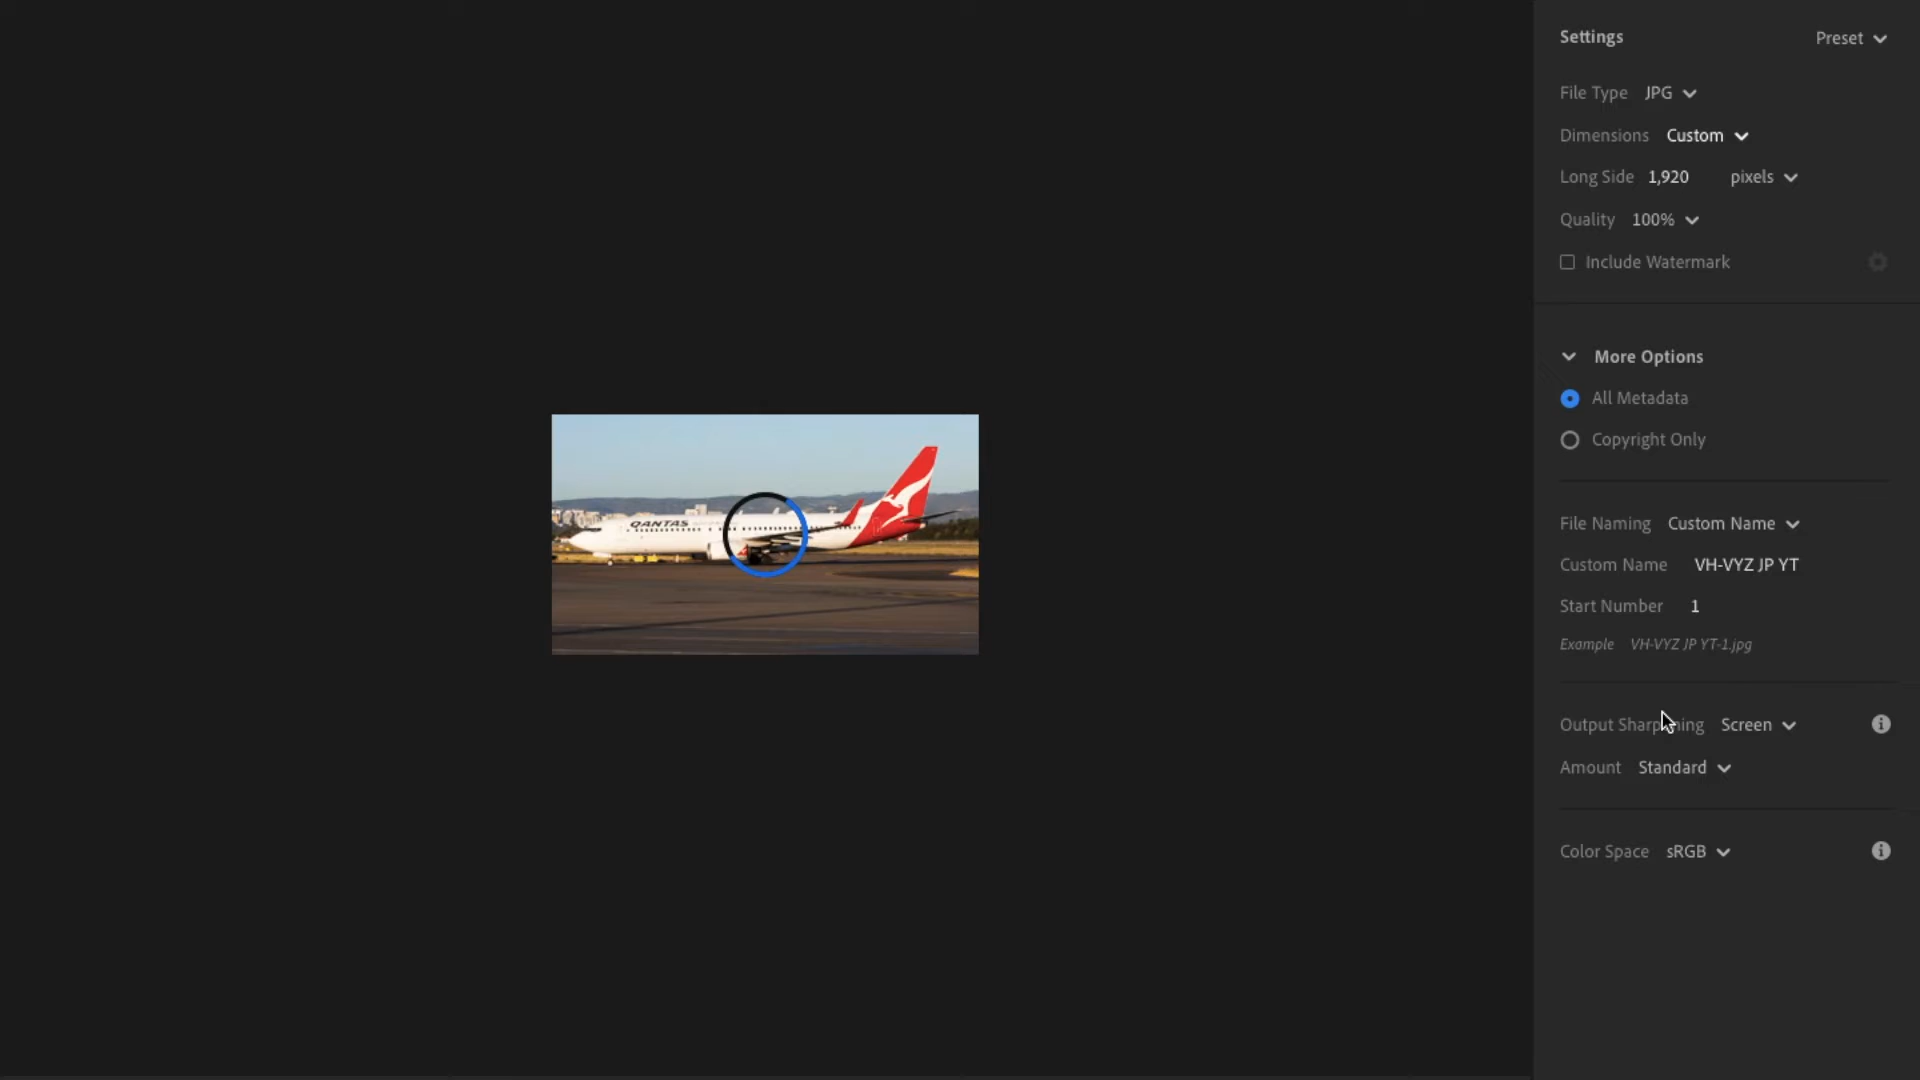 Settings
Preset
File Type JPG
Dimensions Custom
Long Side 1,920 pixels
Quality 100%
Include Watermark
More Options
All Metadata
Copyright Only
QANTAS
File Naming Custom Name
Custom Name VH-VYZ JP YT
Start Number 1
Example VH-VYZ JP YT-1.jpg
Output Sharpening Screen
Amount Standard
Color Space sRGB